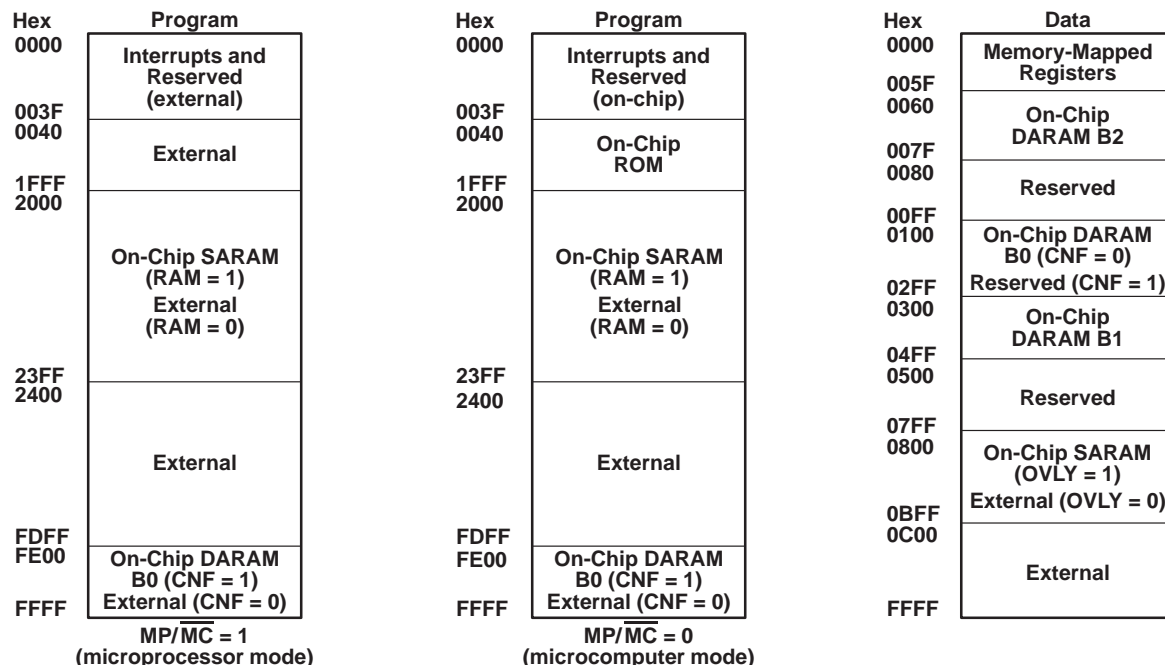 Hex
Program
0000
Interrupts and
Reserved
(external)
003F
0040
External
1FFF
2000
On-Chip SARAM
(RAM = 1)
External
(RAM = 0)
23FF
2400
External
FDFF
FE00
On-Chip DARAM
B0 (CNF = 1)
External (CNF = 0)
FFFF
MP/MC = 1
(microprocessor mode)
Hex
Program
0000
Interrupts and
Reserved
(on-chip)
003F
0040
On-Chip
ROM
1FFF
2000
On-Chip SARAM
(RAM = 1)
External
(RAM = 0)
23FF
2400
External
FDFF
FE00
On-Chip DARAM
B0 (CNF = 1)
External (CNF = 0)
FFFF
MP/MC = 0
(microcomputer mode)
Hex
Data
0000
Memory-Mapped
Registers
005F
0060
On-Chip
DARAM B2
007F
0080
Reserved
00FF
0100
On-Chip DARAM
B0 (CNF = 0)
Reserved (CNF = 1)
02FF
0300
On-Chip
DARAM B1
04FF
0500
Reserved
07FF
0800
On-Chip SARAM
(OVLY = 1)
External (OVLY = 0)
0BFF
0C00
External
FFFF